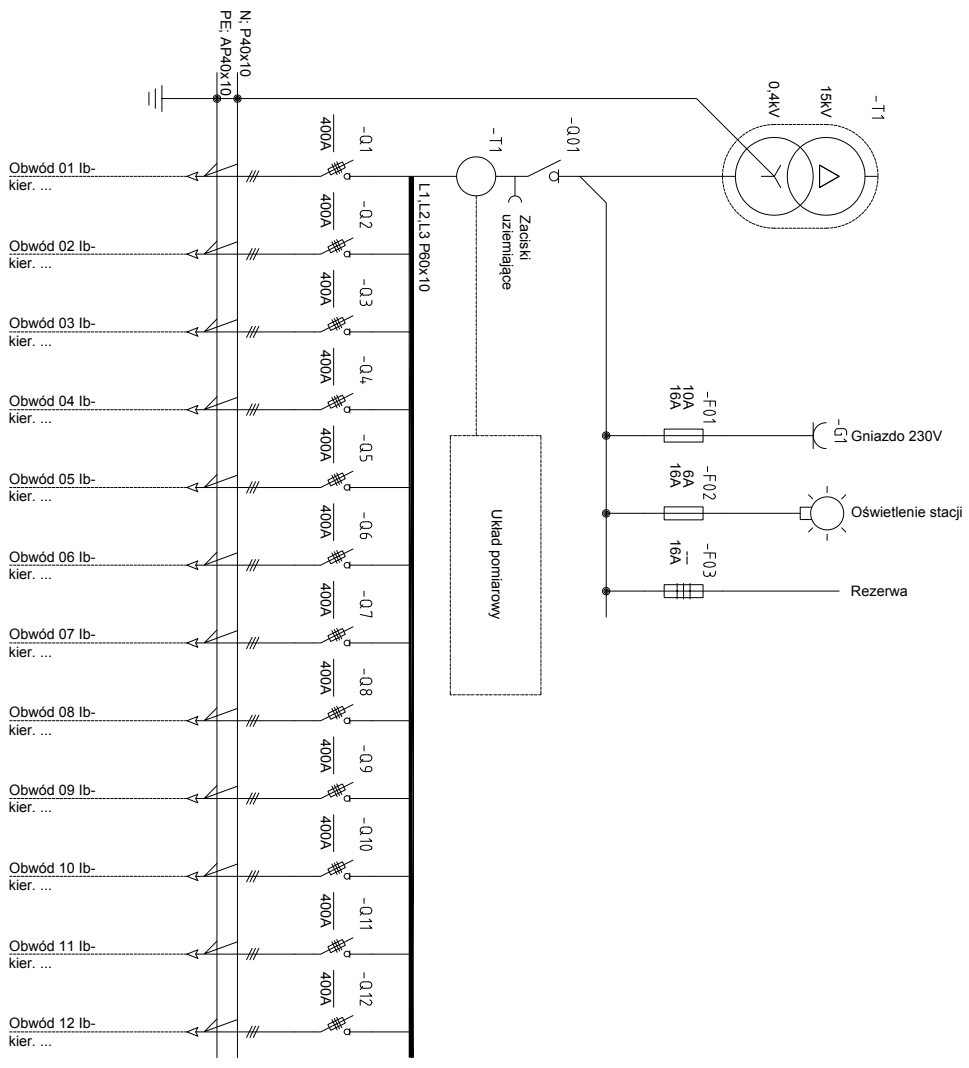 N; P40x10
PE; AP40x10
-T1
15kV
0,4kV
-Q01
-T1
Zaciski
uziemiające
L1,L2,L3 P60x10
Układ pomiarowy
-F01
10A
16A
-G1
Gniazdo 230V
-F02
6A
16A
Oświetlenie stacji
-F03
--
16A
Rezerwa
-Q1
400A
Obwód 01 Ib-
kier. ...
-Q2
400A
Obwód 02 Ib-
kier. ...
-Q3
400A
Obwód 03 Ib-
kier. ...
-Q4
400A
Obwód 04 Ib-
kier. ...
-Q5
400A
Obwód 05 Ib-
kier. ...
-Q6
400A
Obwód 06 Ib-
kier. ...
-Q7
400A
Obwód 07 Ib-
kier. ...
-Q8
400A
Obwód 08 Ib-
kier. ...
-Q9
400A
Obwód 09 Ib-
kier. ...
-Q10
400A
Obwód 10 Ib-
kier. ...
-Q11
400A
Obwód 11 Ib-
kier. ...
-Q12
400A
Obwód 12 Ib-
kier. ...